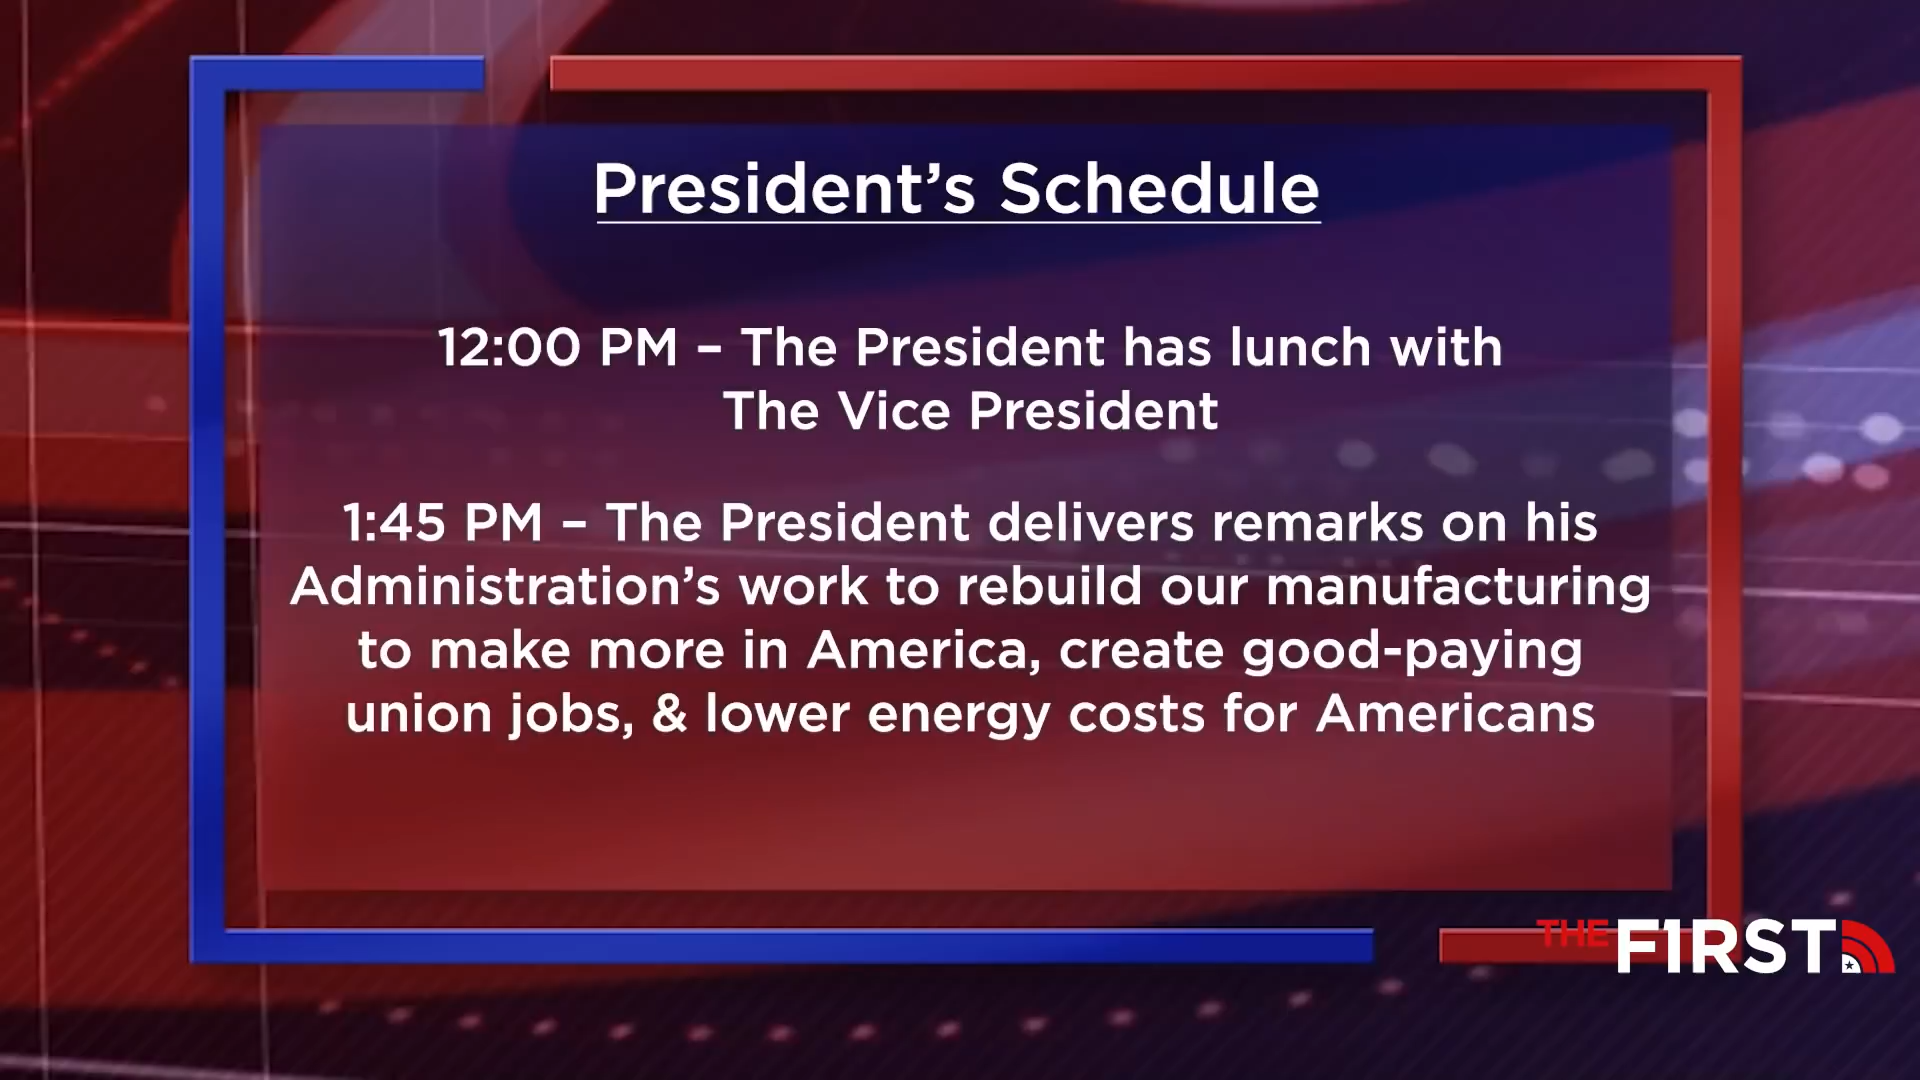 President’s Schedule
12:00 PM – The President has lunch with
The Vice President
1:45 PM – The President delivers remarks on his
Administration’s work to rebuild our manufacturing
to make more in America, create good-paying
union jobs, & lower energy costs for Americans
THE FIRST